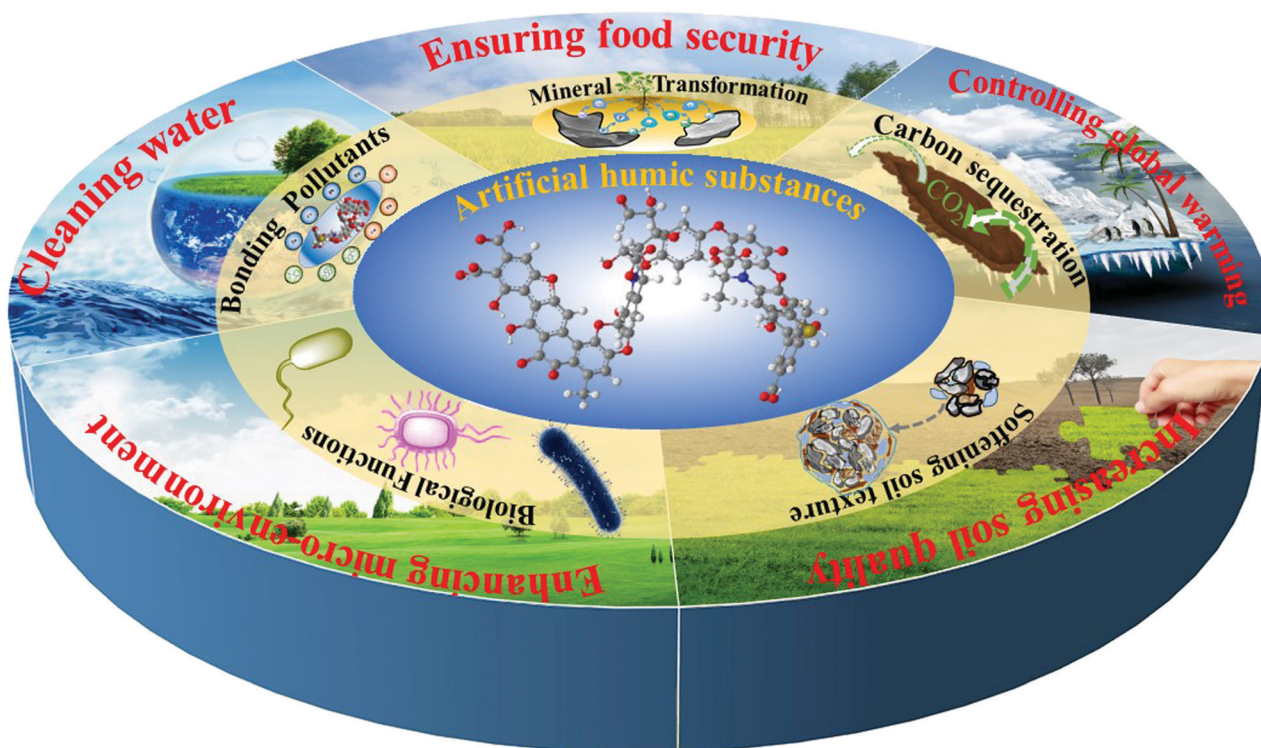 Ensuring food security
Mineral Transformation
Controlling global warming
Carbon sequestration
CO2
Cleaning water
Bonding Pollutants
Artificial humic substances
Softening soil texture
Increasing soil quality
Biological Functions
Enhancing micro-environment